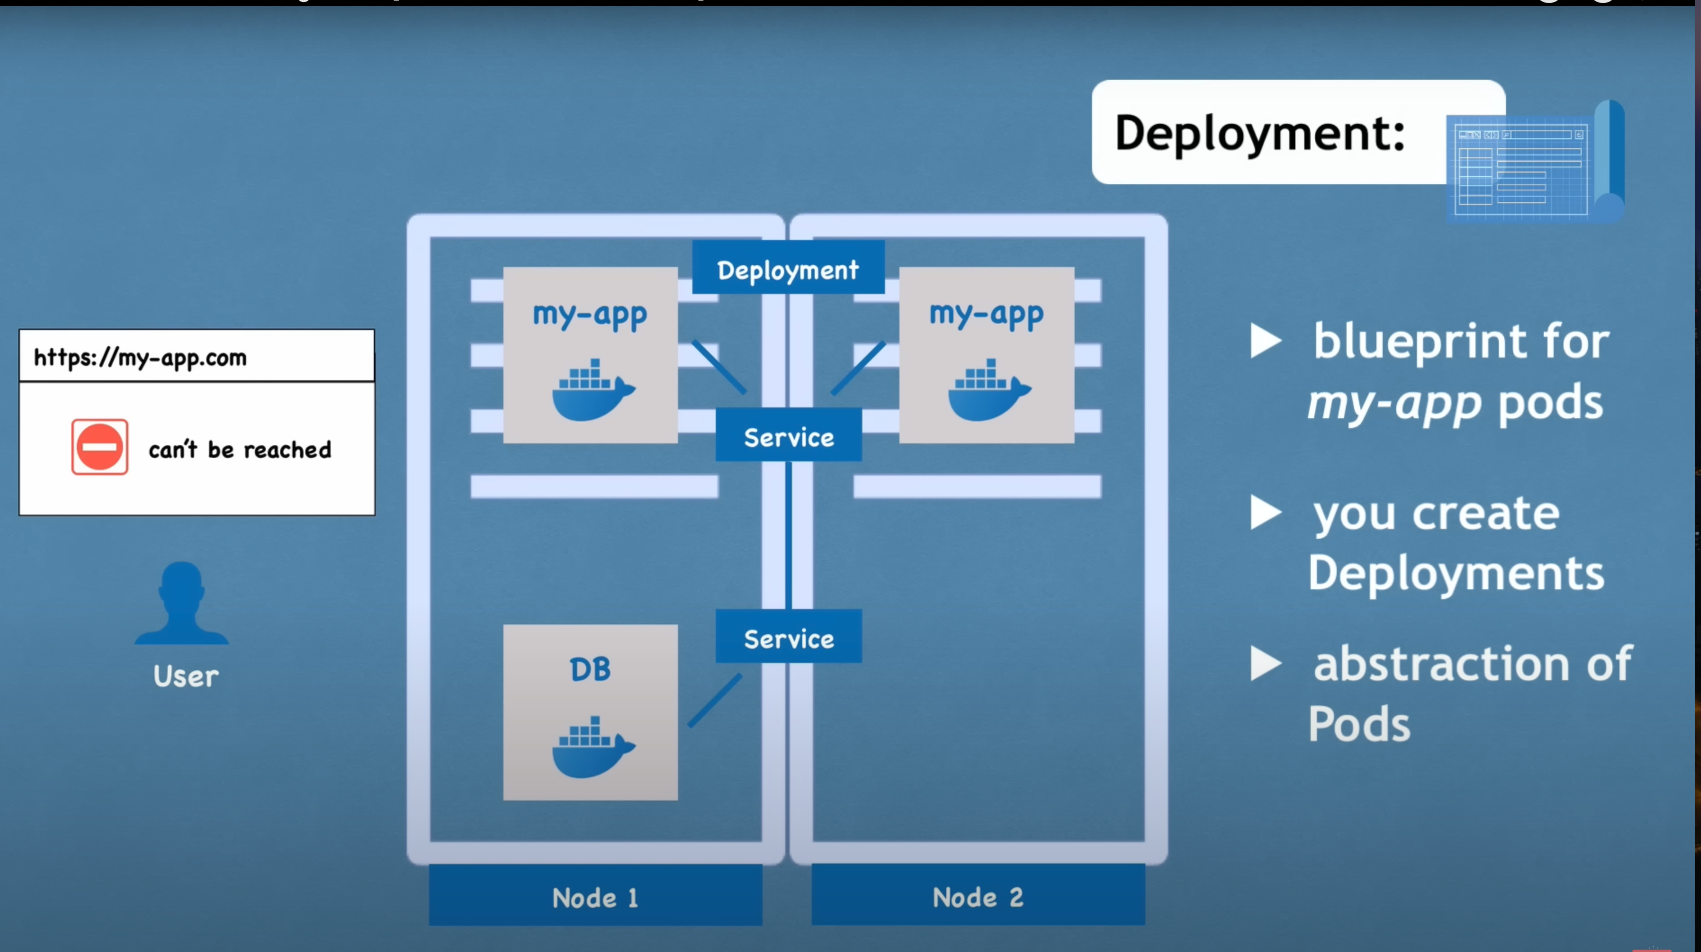 Deployment:
Deployment
my-app
my-app
https://my-app.com
can't be reached
User
Service
Service
DB
Node 1
Node 2
blueprint for
my-app pods
you create
Deployments
abstraction of
Pods